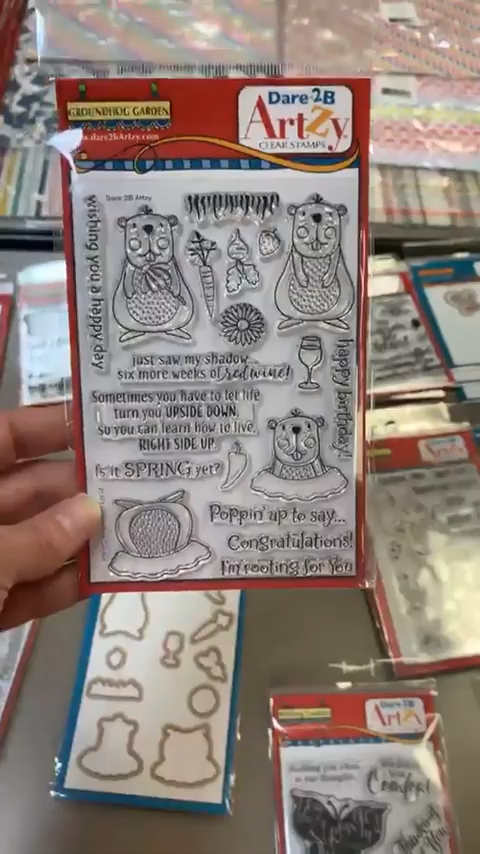 GROUNDHOG GARDEN
www.dare2bArtzy.com
Dare 2B
Artzy
CLEAR STAMPS
Dare 2B Artzy
wishing you a happy day
just saw my shadow...
six more weeks of red wine!
happy birthday!
Sometimes you have to let life
turn you UPSIDE DOWN,
so you can learn how to live,
RIGHT SIDE UP.
Is it SPRING yet?
Poppin' up to say...
Congratulations!
I'm rooting for you
Dare 2B
Artzy